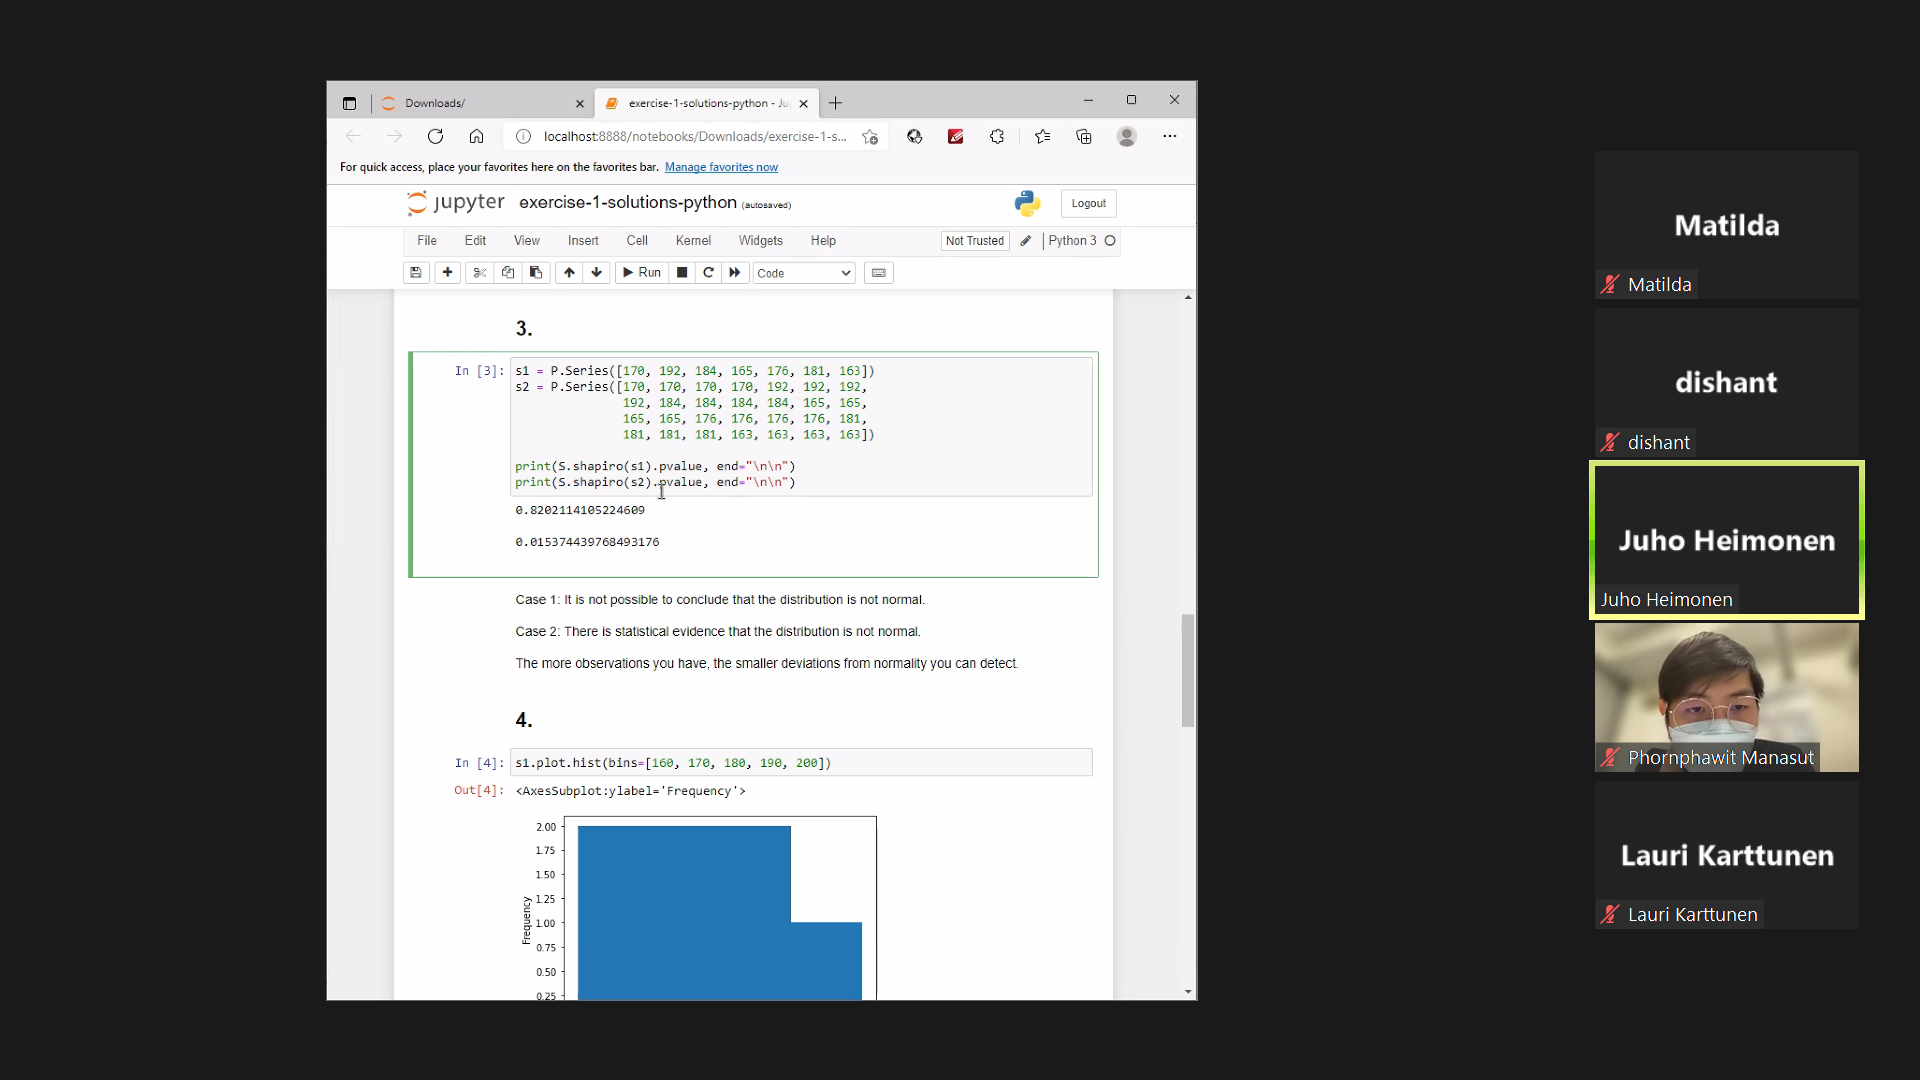 Downloads/
exercise-1-solutions-python - Ju
localhost:8888/notebooks/Downloads/exercise-1-s...
For quick access, place your favorites here on the favorites bar. Manage favorites now
jupyter exercise-1-solutions-python (autosaved)
Logout
File Edit View Insert Cell Kernel Widgets Help
Not Trusted Python 3
Run Code
3.
In [3]: s1 = P.Series([170, 192, 184, 165, 176, 181, 163])
s2 = P.Series([170, 170, 170, 170, 192, 192, 192,
192, 184, 184, 184, 184, 165, 165,
165, 165, 176, 176, 176, 176, 181,
181, 181, 181, 163, 163, 163, 163])
print(S.shapiro(s1).pvalue, end="\n\n")
print(S.shapiro(s2).pvalue, end="\n\n")
0.8202114105224609
0.015374439768493176
Case 1: It is not possible to conclude that the distribution is not normal.
Case 2: There is statistical evidence that the distribution is not normal.
The more observations you have, the smaller deviations from normality you can detect.
4.
In [4]: s1.plot.hist(bins=[160, 170, 180, 190, 200])
Out[4]: <AxesSubplot:ylabel='Frequency'>
2.00
1.75
1.50
1.25
1.00
0.75
0.50
0.25
Frequency
Matilda
Matilda
dishant
dishant
Juho Heimonen
Juho Heimonen
Phornphawit Manasut
Lauri Karttunen
Lauri Karttunen